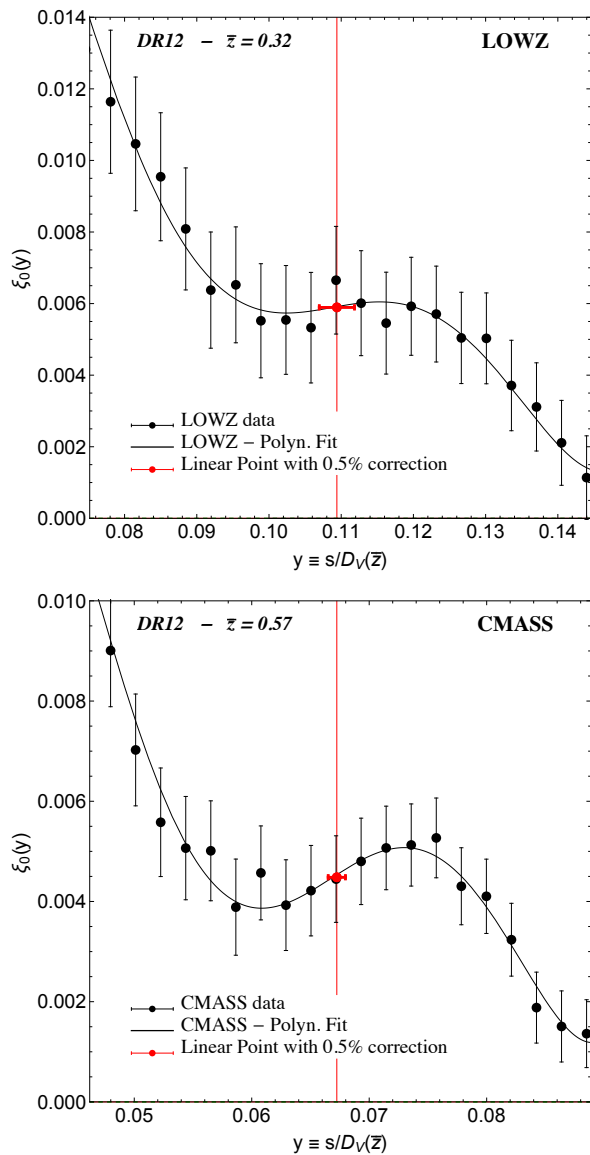 DR12 – z̅ = 0.32 LOWZ
0.014
0.012
0.010
0.008
0.006
0.004
0.002
0.000
ξ₀(y)
LOWZ data
LOWZ – Polyn. Fit
Linear Point with 0.5% correction
0.08 0.09 0.10 0.11 0.12 0.13 0.14
y ≡ s/D_V(z̅)
DR12 – z̅ = 0.57 CMASS
0.010
0.008
0.006
0.004
0.002
0.000
ξ₀(y)
CMASS data
CMASS – Polyn. Fit
Linear Point with 0.5% correction
0.05 0.06 0.07 0.08
y ≡ s/D_V(z̅)